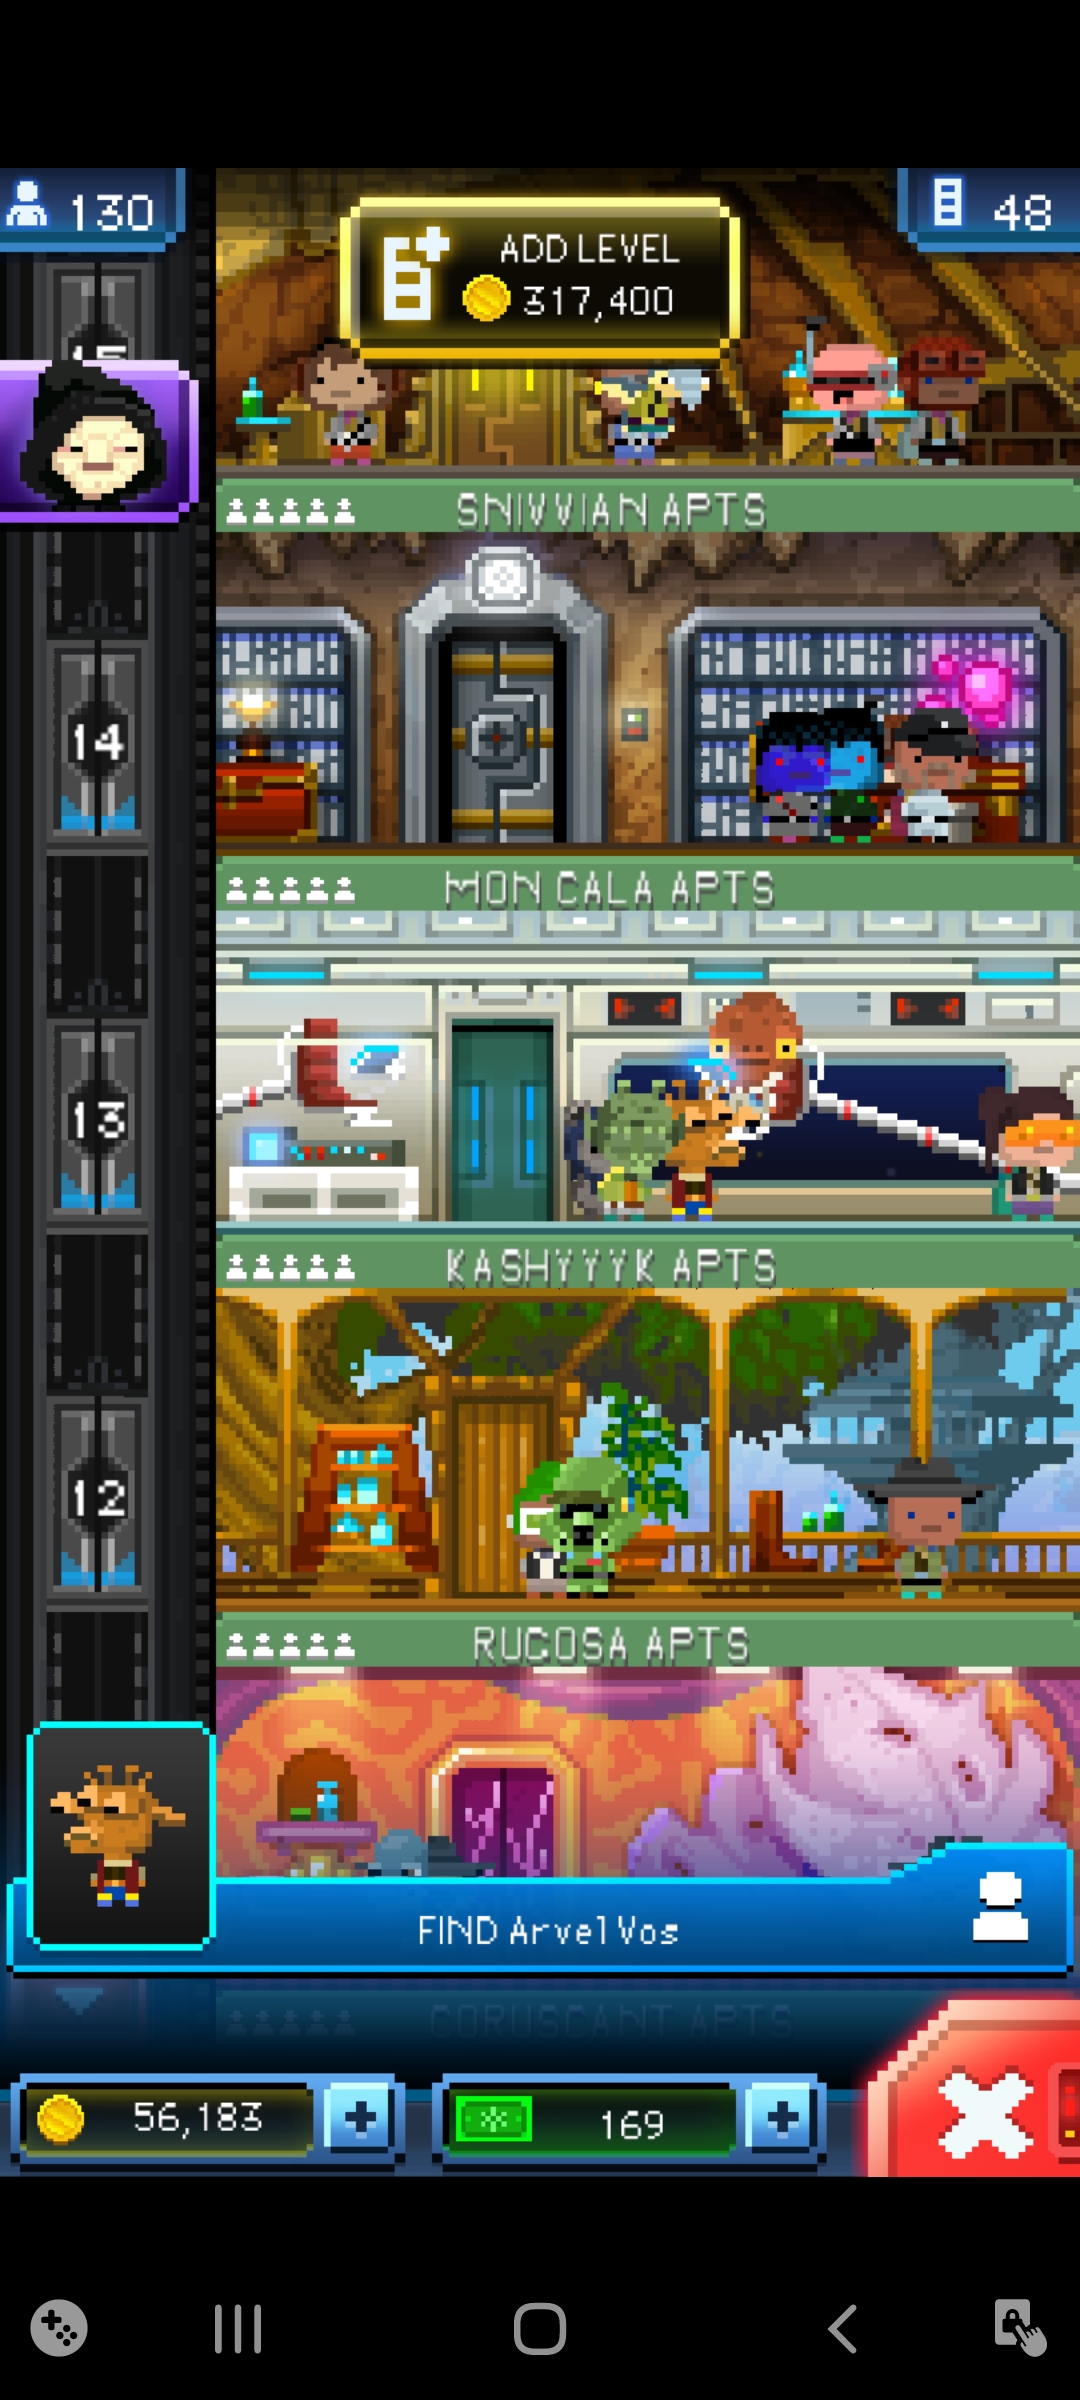 130
48
ADD LEVEL
317,400
15
SNIVVIAN APTS
14
MON CALA APTS
13
KASHYYYK APTS
12
RUGOSA APTS
FIND Arvel Vos
CORUSCANT APTS
56,183
169